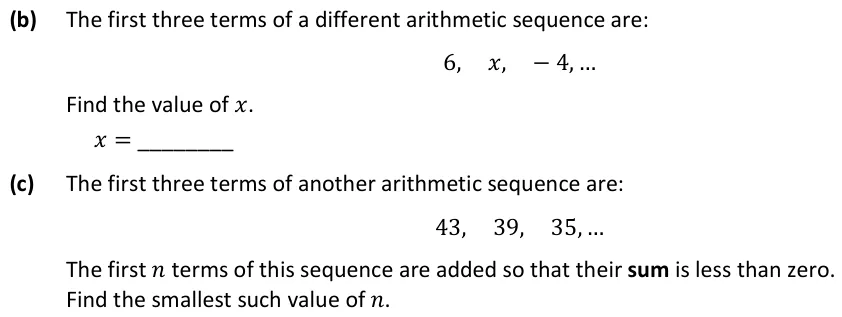 (b) The first three terms of a different arithmetic sequence are:
6, x, − 4, ...
Find the value of x.
x = ________
(c) The first three terms of another arithmetic sequence are:
43, 39, 35, ...
The first n terms of this sequence are added so that their sum is less than zero.
Find the smallest such value of n.